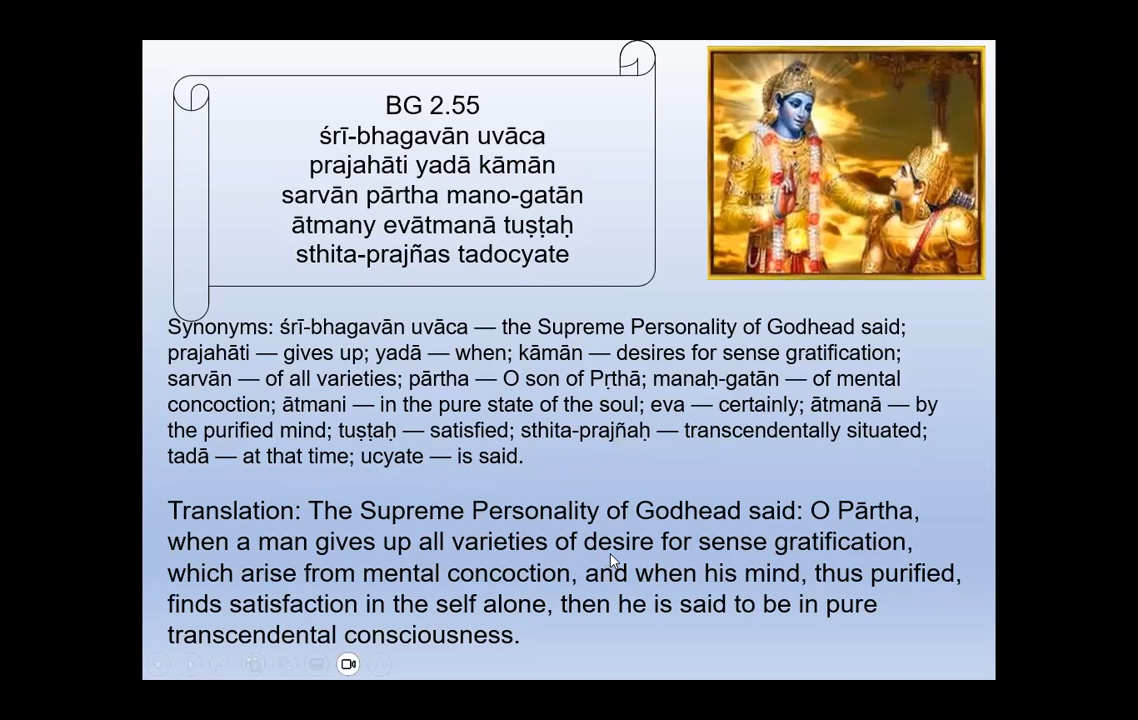 BG 2.55
śrī-bhagavān uvāca
prajahāti yadā kāmān
sarvān pārtha mano-gatān
ātmany evātmanā tuṣṭaḥ
sthita-prajñas tadocyate
Synonyms: śrī-bhagavān uvāca — the Supreme Personality of Godhead said;
prajahāti — gives up; yadā — when; kāmān — desires for sense gratification;
sarvān — of all varieties; pārtha — O son of Pṛthā; manaḥ-gatān — of mental
concoction; ātmani — in the pure state of the soul; eva — certainly; ātmanā — by
the purified mind; tuṣṭaḥ — satisfied; sthita-prajñaḥ — transcendentally situated;
tadā — at that time; ucyate — is said.
Translation: The Supreme Personality of Godhead said: O Pārtha,
when a man gives up all varieties of desire for sense gratification,
which arise from mental concoction, and when his mind, thus purified,
finds satisfaction in the self alone, then he is said to be in pure
transcendental consciousness.